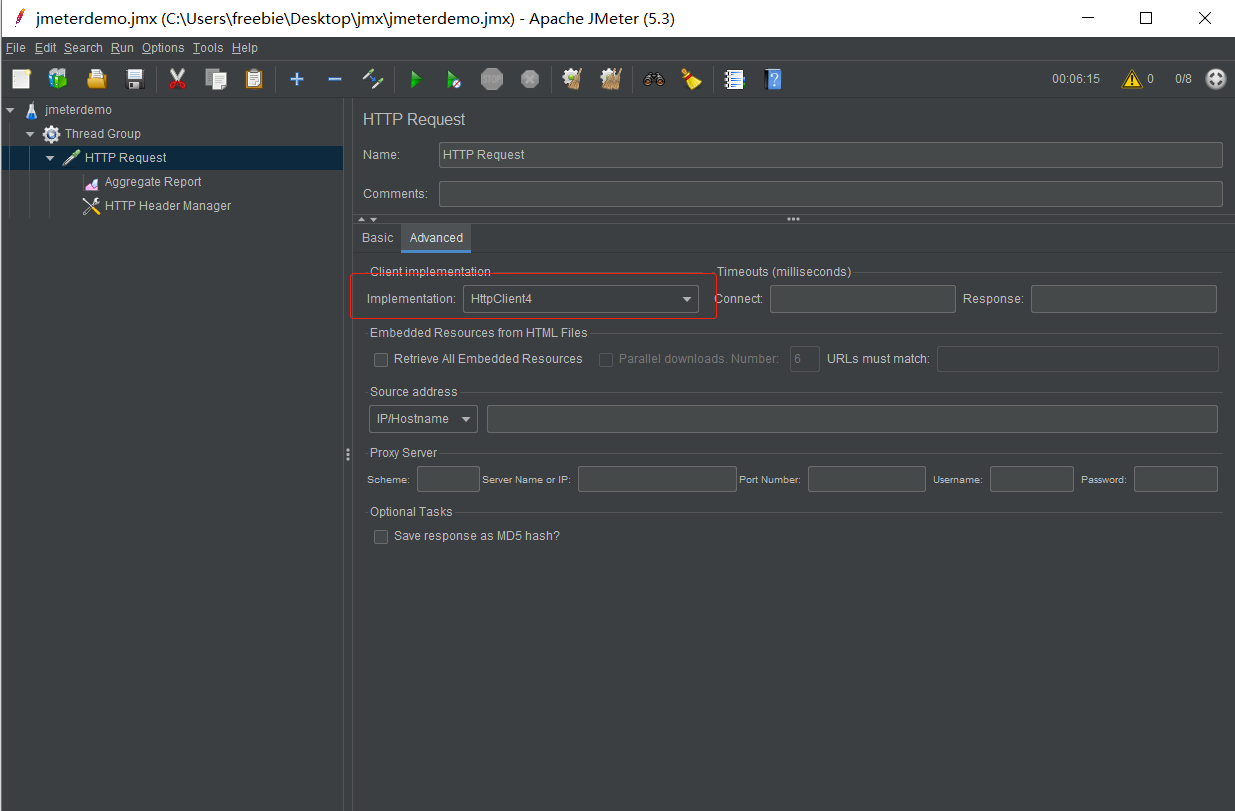 jmeterdemo.jmx (C:\Users\freebie\Desktop\jmx\jmeterdemo.jmx) - Apache JMeter (5.3)
File Edit Search Run Options Tools Help
STOP 00:06:15 0 0/8
jmeterdemo
Thread Group
HTTP Request
Aggregate Report
HTTP Header Manager
HTTP Request
Name: HTTP Request
Comments:
Basic Advanced
Client implementation Timeouts (milliseconds)
Implementation: HttpClient4 Connect: Response:
Embedded Resources from HTML Files
Retrieve All Embedded Resources Parallel downloads. Number: 6 URLs must match:
Source address
IP/Hostname
Proxy Server
Scheme: Server Name or IP: Port Number: Username: Password:
Optional Tasks
Save response as MD5 hash?